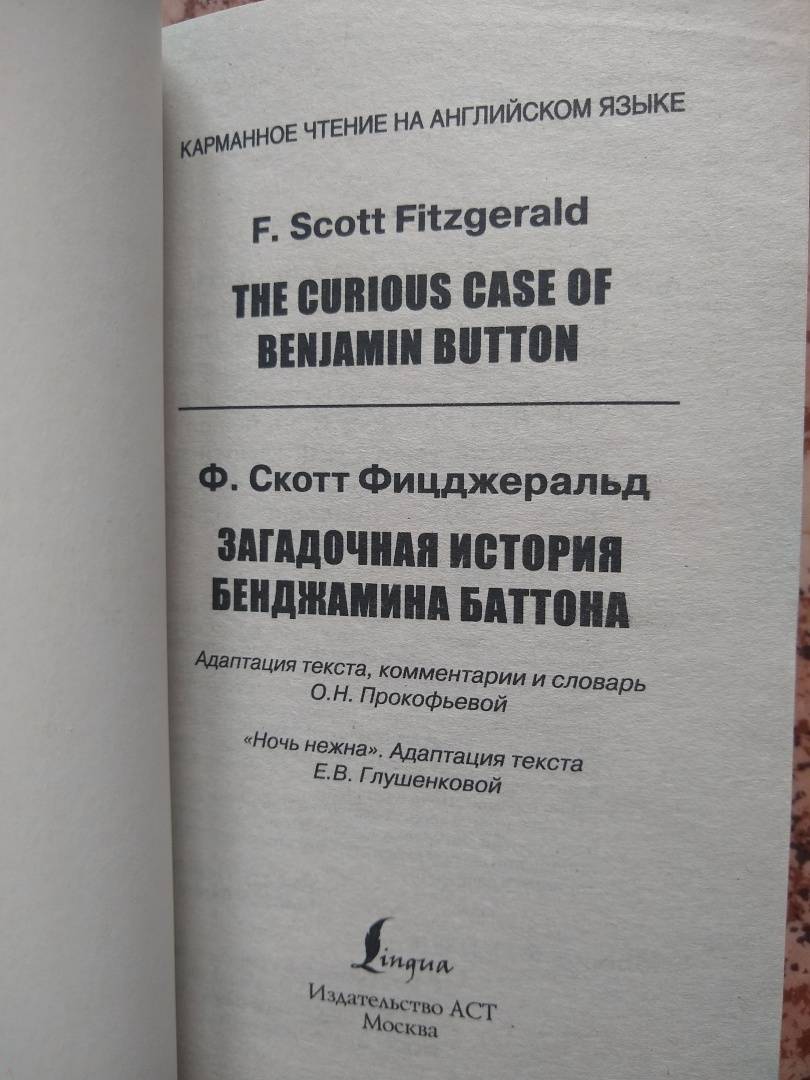 КАРМАННОЕ ЧТЕНИЕ НА АНГЛИЙСКОМ ЯЗЫКЕ
F. Scott Fitzgerald
THE CURIOUS CASE OF
BENJAMIN BUTTON
Ф. Скотт Фицджеральд
ЗАГАДОЧНАЯ ИСТОРИЯ
БЕНДЖАМИНА БАТТОНА
Адаптация текста, комментарии и словарь
О.Н. Прокофьевой
«Ночь нежна». Адаптация текста
Е.В. Глушенковой
Lingua
Издательство АСТ
Москва